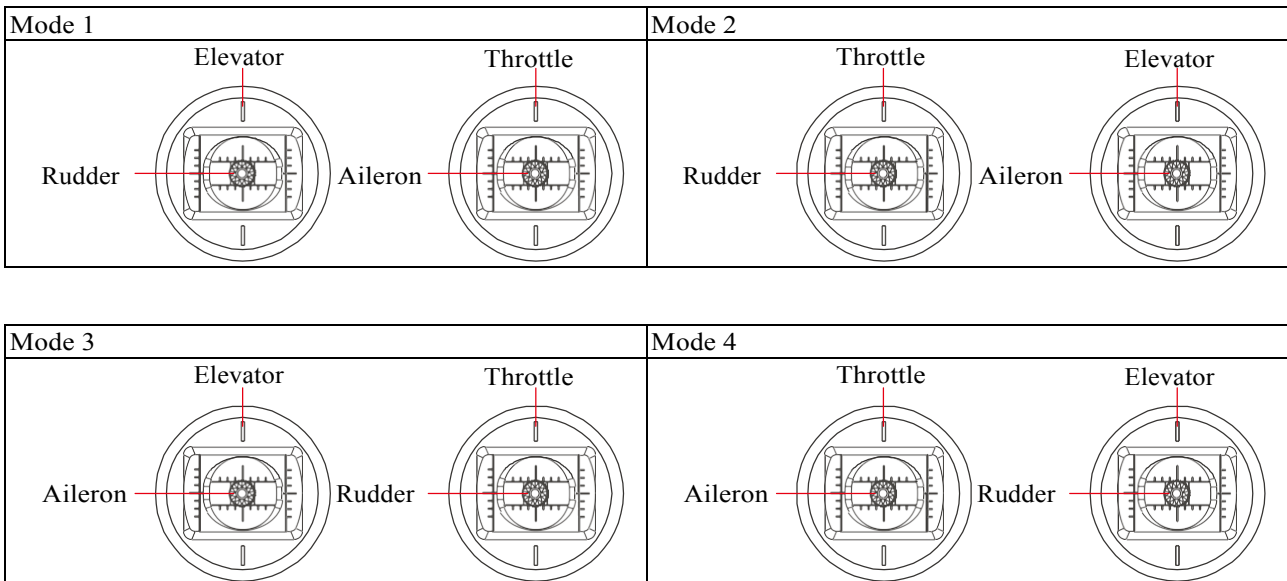 Mode 1
Mode 2
Elevator
Throttle
Throttle
Elevator
Rudder
Aileron
Rudder
Aileron
Mode 3
Mode 4
Elevator
Throttle
Throttle
Elevator
Aileron
Rudder
Aileron
Rudder